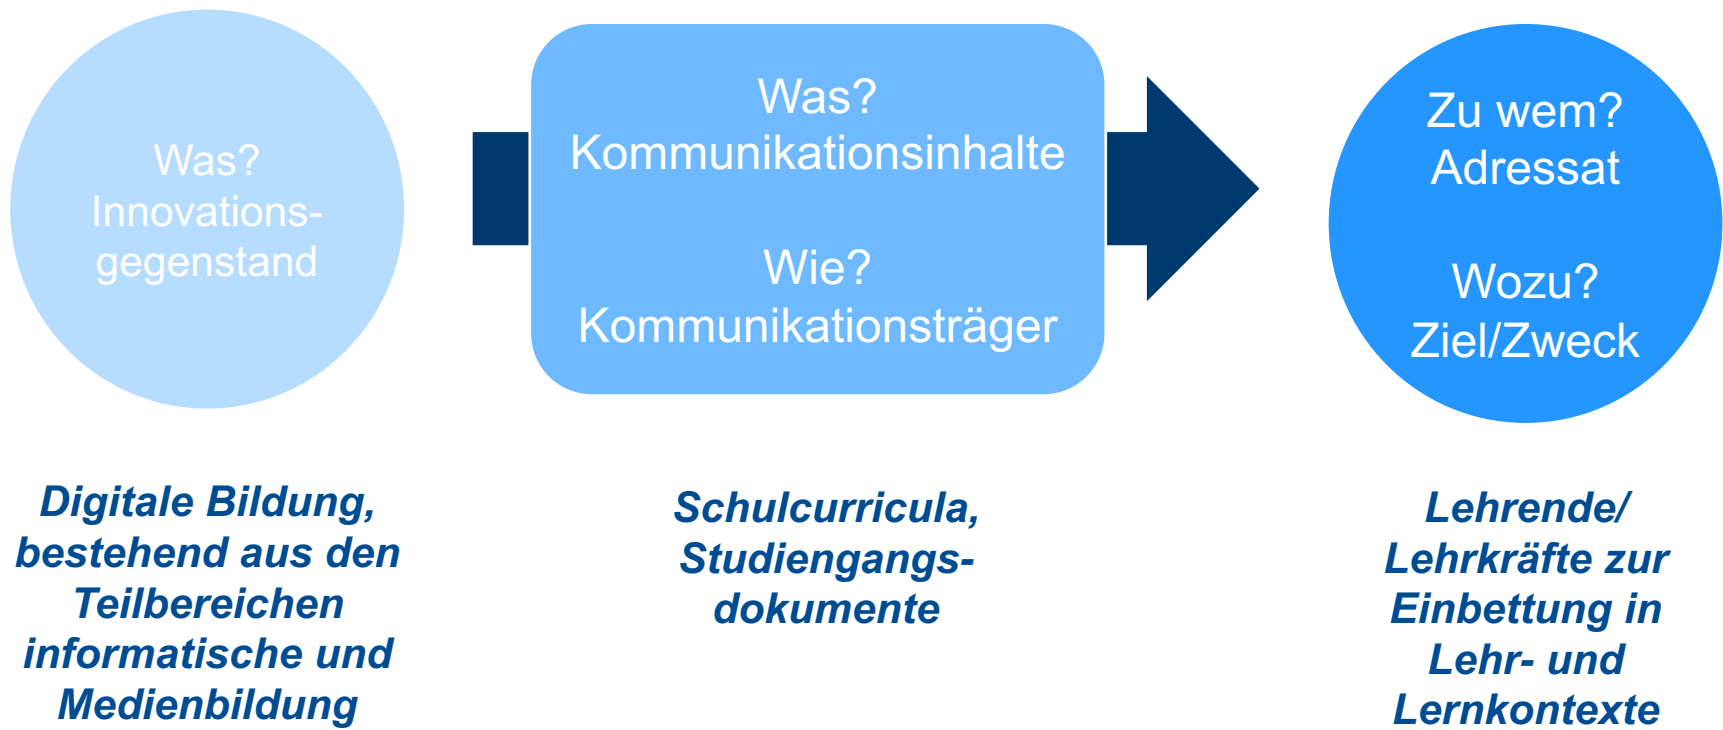 Was?
Innovations-
gegenstand
Was?
Kommunikationsinhalte
Wie?
Kommunikationsträger
Zu wem?
Adressat
Wozu?
Ziel/Zweck
Digitale Bildung,
bestehend aus den
Teilbereichen
informatische und
Medienbildung
Schulcurricula,
Studiengangs-
dokumente
Lehrende/
Lehrkräfte zur
Einbettung in
Lehr- und
Lernkontexte